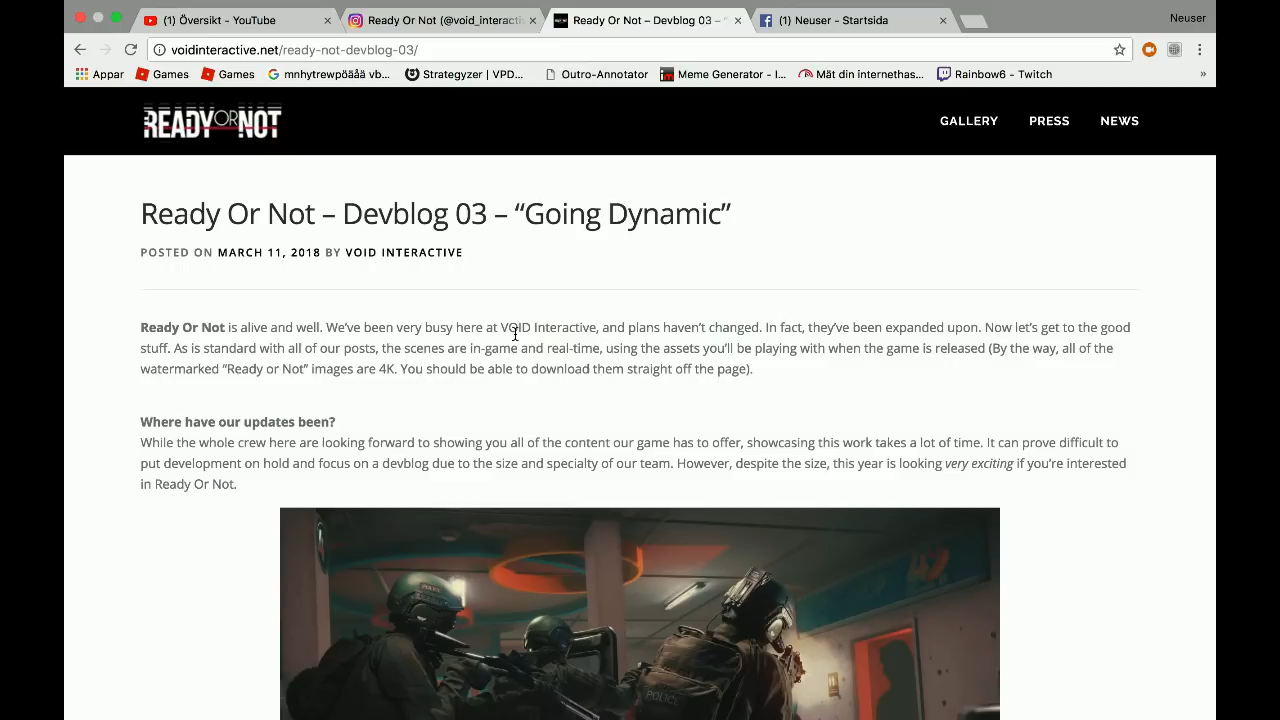 (1) Översikt - YouTube
Ready Or Not (@void_interacti
Ready Or Not – Devblog 03 –
(1) Neuser - Startsida
Neuser
voidinteractive.net/ready-not-devblog-03/
Appar
Games
Games
mnhytrewpöäåå vb...
Strategyzer | VPD...
Outro-Annotator
Meme Generator - I...
Mät din internethas...
Rainbow6 - Twitch
»
READY OR NOT
GALLERY
PRESS
NEWS
Ready Or Not – Devblog 03 – “Going Dynamic”
POSTED ON MARCH 11, 2018 BY VOID INTERACTIVE
Ready Or Not is alive and well. We’ve been very busy here at VOID Interactive, and plans haven’t changed. In fact, they’ve been expanded upon. Now let’s get to the good
stuff. As is standard with all of our posts, the scenes are in-game and real-time, using the assets you’ll be playing with when the game is released (By the way, all of the
watermarked “Ready or Not” images are 4K. You should be able to download them straight off the page).
Where have our updates been?
While the whole crew here are looking forward to showing you all of the content our game has to offer, showcasing this work takes a lot of time. It can prove difficult to
put development on hold and focus on a devblog due to the size and specialty of our team. However, despite the size, this year is looking very exciting if you’re interested
in Ready Or Not.
POLICE